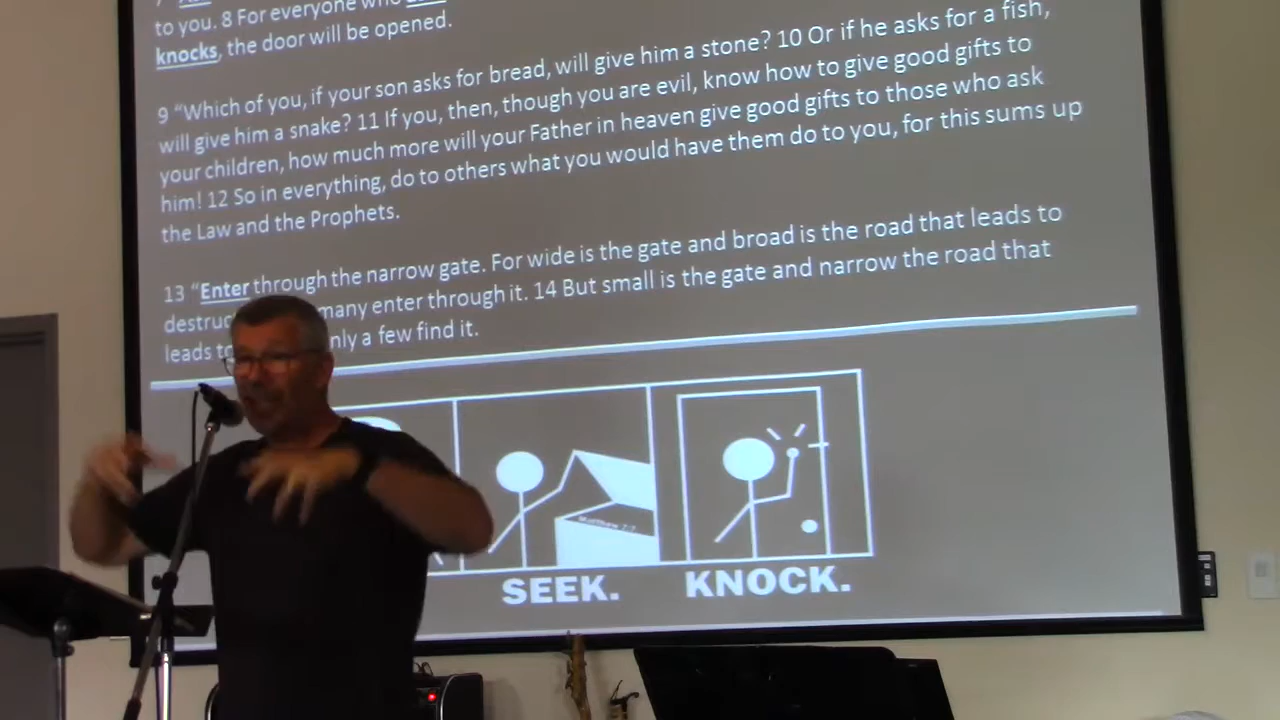 to you. 8 For everyone who
knocks, the door will be opened.
9 “Which of you, if your son asks for bread, will give him a stone? 10 Or if he asks for a fish,
will give him a snake? 11 If you, then, though you are evil, know how to give good gifts to
your children, how much more will your Father in heaven give good gifts to those who ask
him! 12 So in everything, do to others what you would have them do to you, for this sums up
the Law and the Prophets.
13 “Enter through the narrow gate. For wide is the gate and broad is the road that leads to
many enter through it. 14 But small is the gate and narrow the road that
leads only a few find it.
Matthew 7:7
SEEK. KNOCK.